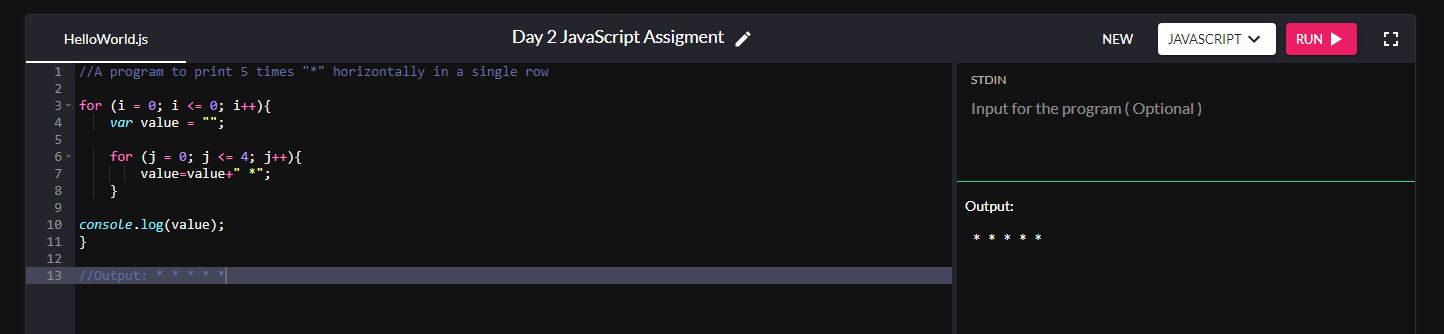 HelloWorld.js
Day 2 JavaScript Assigment
NEW
JAVASCRIPT
RUN
1 //A program to print 5 times "*" horizontally in a single row
2
3 for (i = 0; i <= 0; i++){
4     var value = "";
5
6     for (j = 0; j <= 4; j++){
7         value=value+" *";
8     }
9
10 console.log(value);
11 }
12
13 //Output: * * * * *
STDIN
Input for the program ( Optional )
Output:
* * * * *